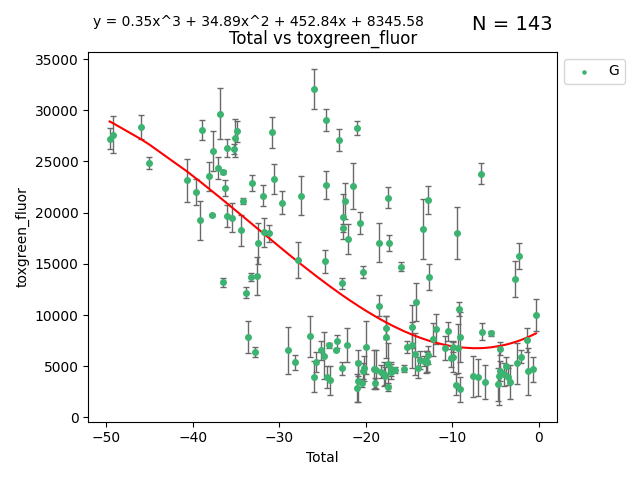 y = 0.35x^3 + 34.89x^2 + 452.84x + 8345.58
N = 143
Total vs toxgreen_fluor
G
toxgreen_fluor
35000
30000
25000
20000
15000
10000
5000
0
−50
−40
−30
−20
−10
0
Total